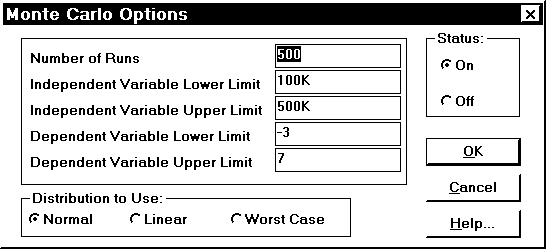 Monte Carlo Options
Number of Runs 500
Independent Variable Lower Limit 100K
Independent Variable Upper Limit 500K
Dependent Variable Lower Limit -3
Dependent Variable Upper Limit 7
Status:
On
Off
OK
Cancel
Help...
Distribution to Use:
Normal Linear Worst Case